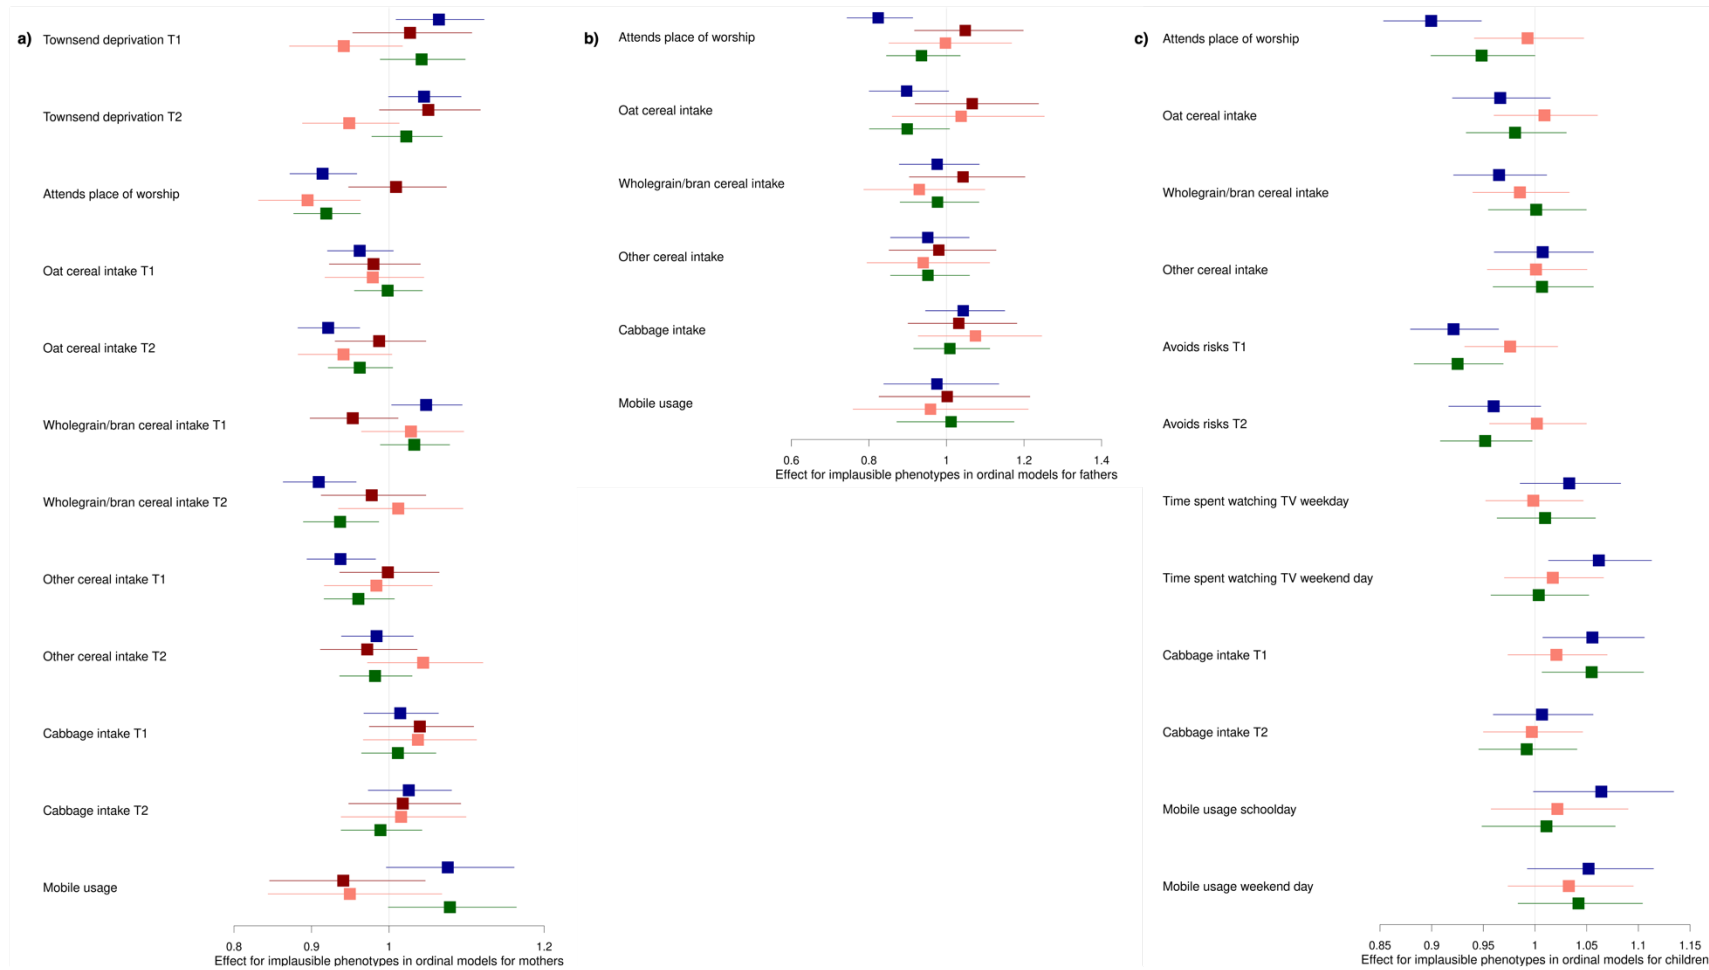 a)
Townsend deprivation T1
Townsend deprivation T2
Attends place of worship
Oat cereal intake T1
Oat cereal intake T2
Wholegrain/bran cereal intake T1
Wholegrain/bran cereal intake T2
Other cereal intake T1
Other cereal intake T2
Cabbage intake T1
Cabbage intake T2
Mobile usage
0.8 0.9 1 1.2
Effect for implausible phenotypes in ordinal models for mothers
b)
Attends place of worship
Oat cereal intake
Wholegrain/bran cereal intake
Other cereal intake
Cabbage intake
Mobile usage
0.6 0.8 1 1.2 1.4
Effect for implausible phenotypes in ordinal models for fathers
c)
Attends place of worship
Oat cereal intake
Wholegrain/bran cereal intake
Other cereal intake
Avoids risks T1
Avoids risks T2
Time spent watching TV weekday
Time spent watching TV weekend day
Cabbage intake T1
Cabbage intake T2
Mobile usage schoolday
Mobile usage weekend day
0.85 0.9 0.95 1 1.05 1.1 1.15
Effect for implausible phenotypes in ordinal models for children